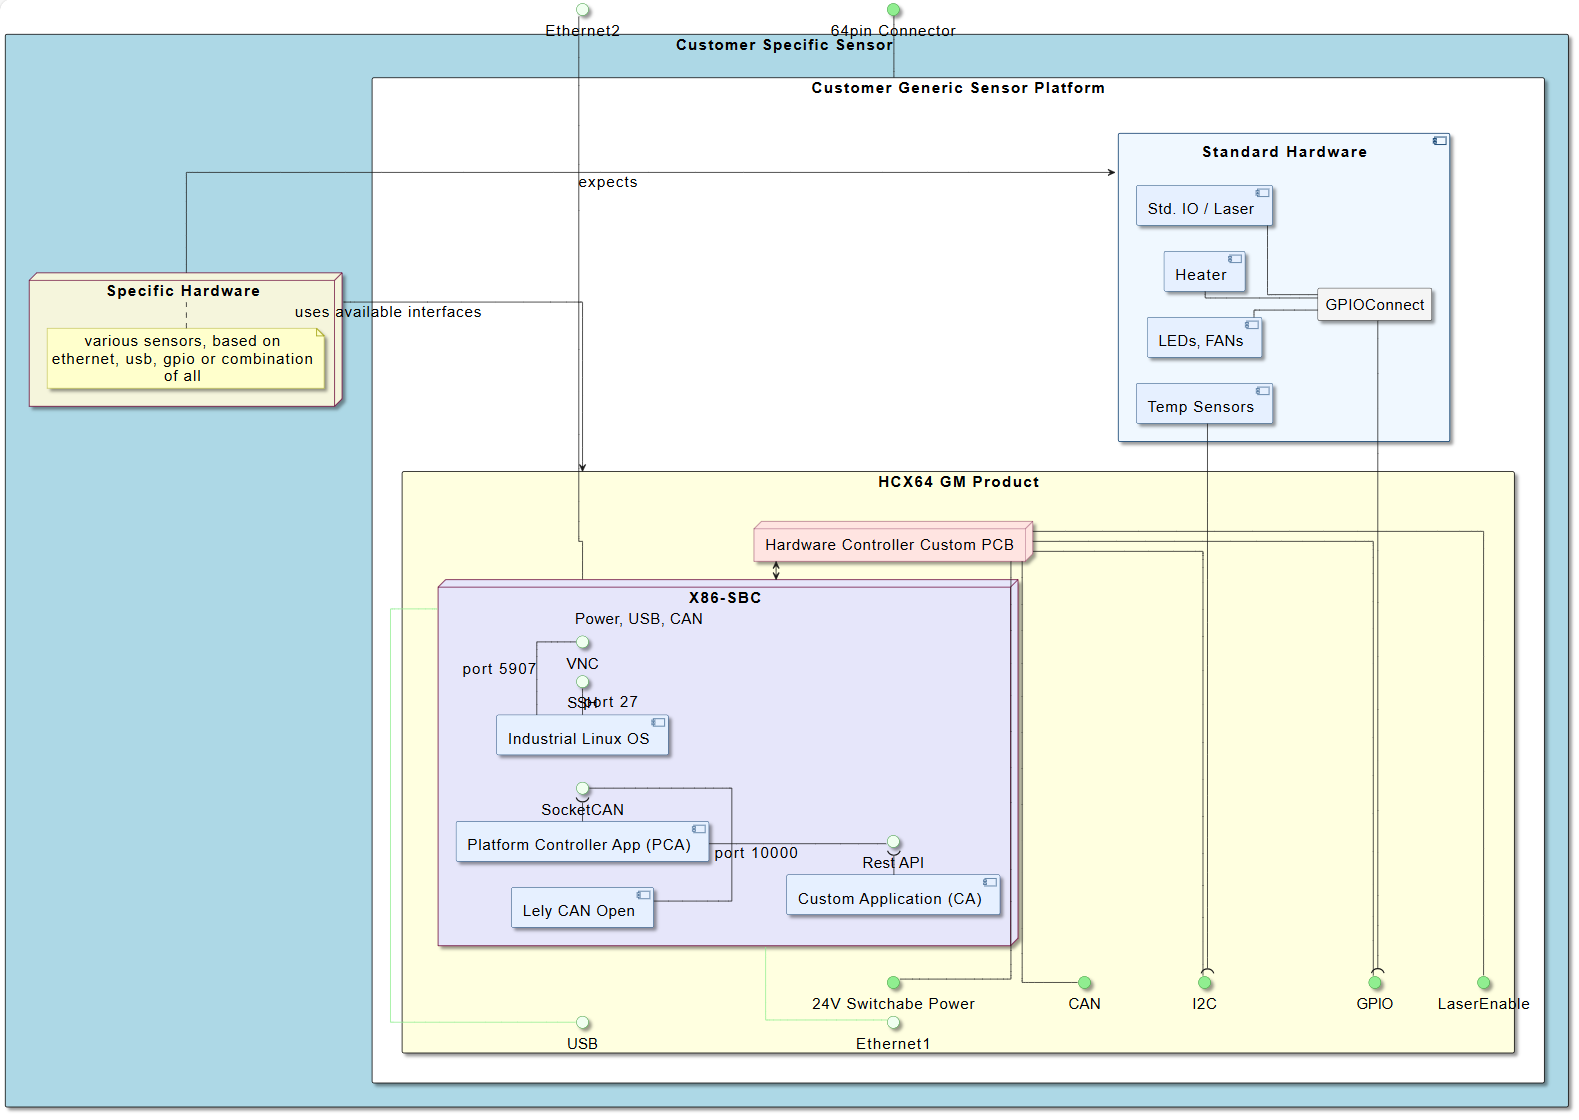 Ethernet2
64pin Connector
Customer Specific Sensor
Customer Generic Sensor Platform
Standard Hardware
expects
Std. IO / Laser
Heater
GPIOConnect
LEDs, FANs
Temp Sensors
Specific Hardware
uses available interfaces
various sensors, based on
ethernet, usb, gpio or combination
of all
HCX64 GM Product
Hardware Controller Custom PCB
X86-SBC
Power, USB, CAN
VNC
port 5907
SSH
port 27
Industrial Linux OS
SocketCAN
Platform Controller App (PCA)
port 10000
Rest API
Custom Application (CA)
Lely CAN Open
24V Switchabe Power
CAN
I2C
GPIO
LaserEnable
USB
Ethernet1